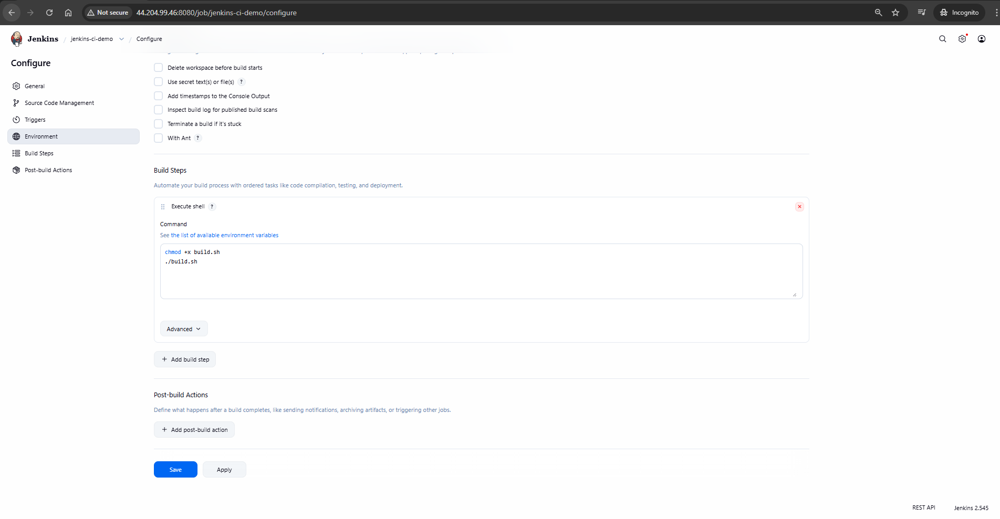 Not secure
44.204.99.46:8080/job/jenkins-ci-demo/configure
Incognito
Jenkins / jenkins-ci-demo / Configure
Configure
General
Source Code Management
Triggers
Environment
Build Steps
Post-build Actions
Delete workspace before build starts
Use secret text(s) or file(s) ?
Add timestamps to the Console Output
Inspect build log for published build scans
Terminate a build if it's stuck
With Ant ?
Build Steps
Automate your build process with ordered tasks like code compilation, testing, and deployment.
Execute shell ?
Command
See the list of available environment variables
chmod +x build.sh
./build.sh
Advanced
+ Add build step
Post-build Actions
Define what happens after a build completes, like sending notifications, archiving artifacts, or triggering other jobs.
+ Add post-build action
Save
Apply
REST API
Jenkins 2.545